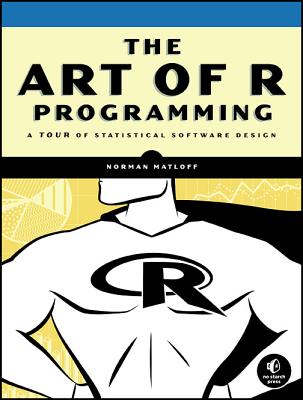 THE
ART OF R
PROGRAMMING
A TOUR OF STATISTICAL SOFTWARE DESIGN
NORMAN MATLOFF
R
no starch
press